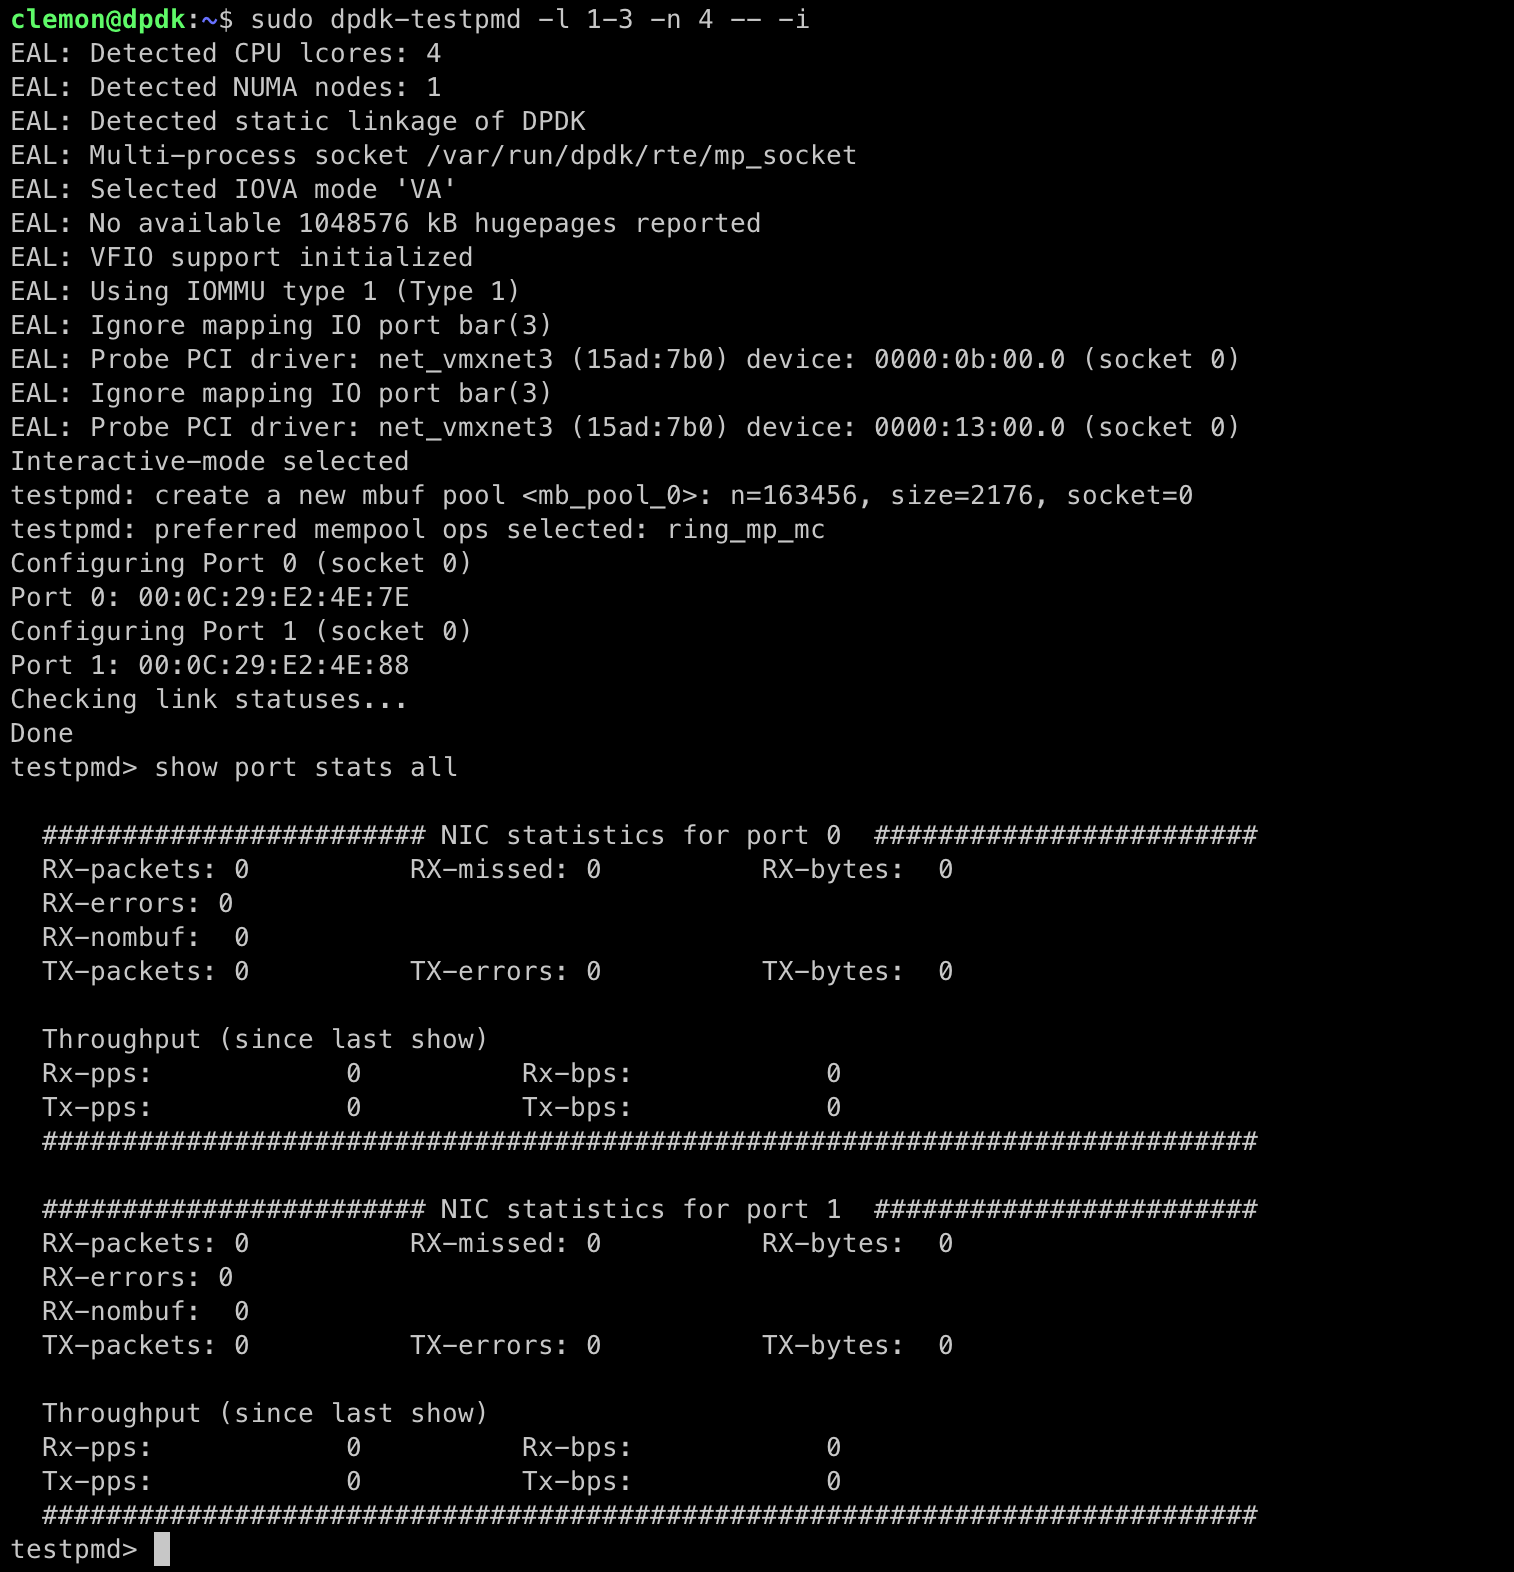 clemon@dpdk:~$ sudo dpdk-testpmd -l 1-3 -n 4 -- -i
EAL: Detected CPU lcores: 4
EAL: Detected NUMA nodes: 1
EAL: Detected static linkage of DPDK
EAL: Multi-process socket /var/run/dpdk/rte/mp_socket
EAL: Selected IOVA mode 'VA'
EAL: No available 1048576 kB hugepages reported
EAL: VFIO support initialized
EAL: Using IOMMU type 1 (Type 1)
EAL: Ignore mapping IO port bar(3)
EAL: Probe PCI driver: net_vmxnet3 (15ad:7b0) device: 0000:0b:00.0 (socket 0)
EAL: Ignore mapping IO port bar(3)
EAL: Probe PCI driver: net_vmxnet3 (15ad:7b0) device: 0000:13:00.0 (socket 0)
Interactive-mode selected
testpmd: create a new mbuf pool <mb_pool_0>: n=163456, size=2176, socket=0
testpmd: preferred mempool ops selected: ring_mp_mc
Configuring Port 0 (socket 0)
Port 0: 00:0C:29:E2:4E:7E
Configuring Port 1 (socket 0)
Port 1: 00:0C:29:E2:4E:88
Checking link statuses...
Done
testpmd> show port stats all

  ######################## NIC statistics for port 0  ########################
  RX-packets: 0          RX-missed: 0          RX-bytes:  0
  RX-errors: 0
  RX-nombuf:  0
  TX-packets: 0          TX-errors: 0          TX-bytes:  0

  Throughput (since last show)
  Rx-pps:            0          Rx-bps:            0
  Tx-pps:            0          Tx-bps:            0
  ############################################################################

  ######################## NIC statistics for port 1  ########################
  RX-packets: 0          RX-missed: 0          RX-bytes:  0
  RX-errors: 0
  RX-nombuf:  0
  TX-packets: 0          TX-errors: 0          TX-bytes:  0

  Throughput (since last show)
  Rx-pps:            0          Rx-bps:            0
  Tx-pps:            0          Tx-bps:            0
  ############################################################################
testpmd>